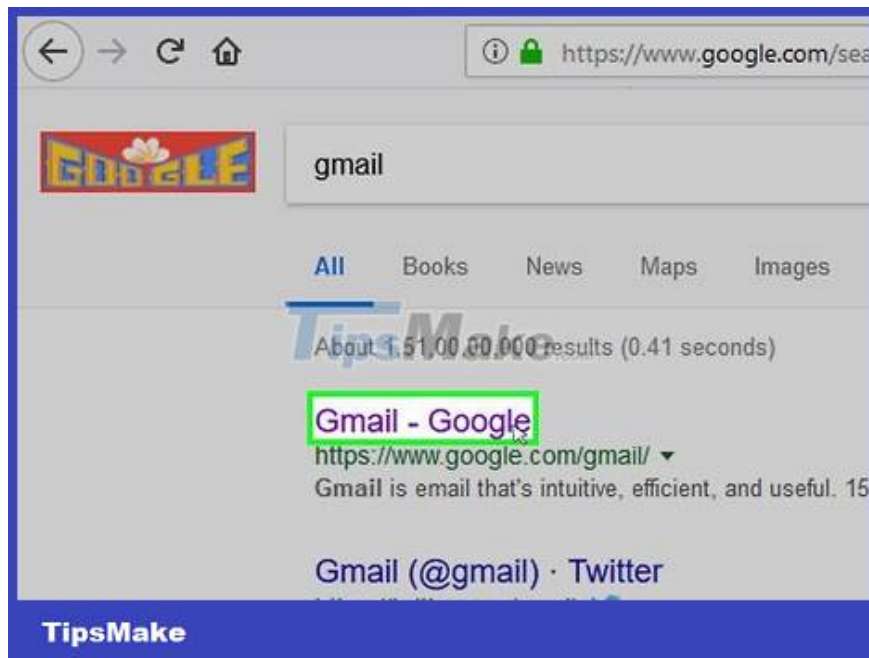 https://www.google.com/sea
GOOGLE
gmail
All Books News Maps Images
TipsMake
About 1,51,00,00,000 results (0.41 seconds)
Gmail - Google
https://www.google.com/gmail/
Gmail is email that's intuitive, efficient, and useful. 15
Gmail (@gmail) · Twitter
TipsMake